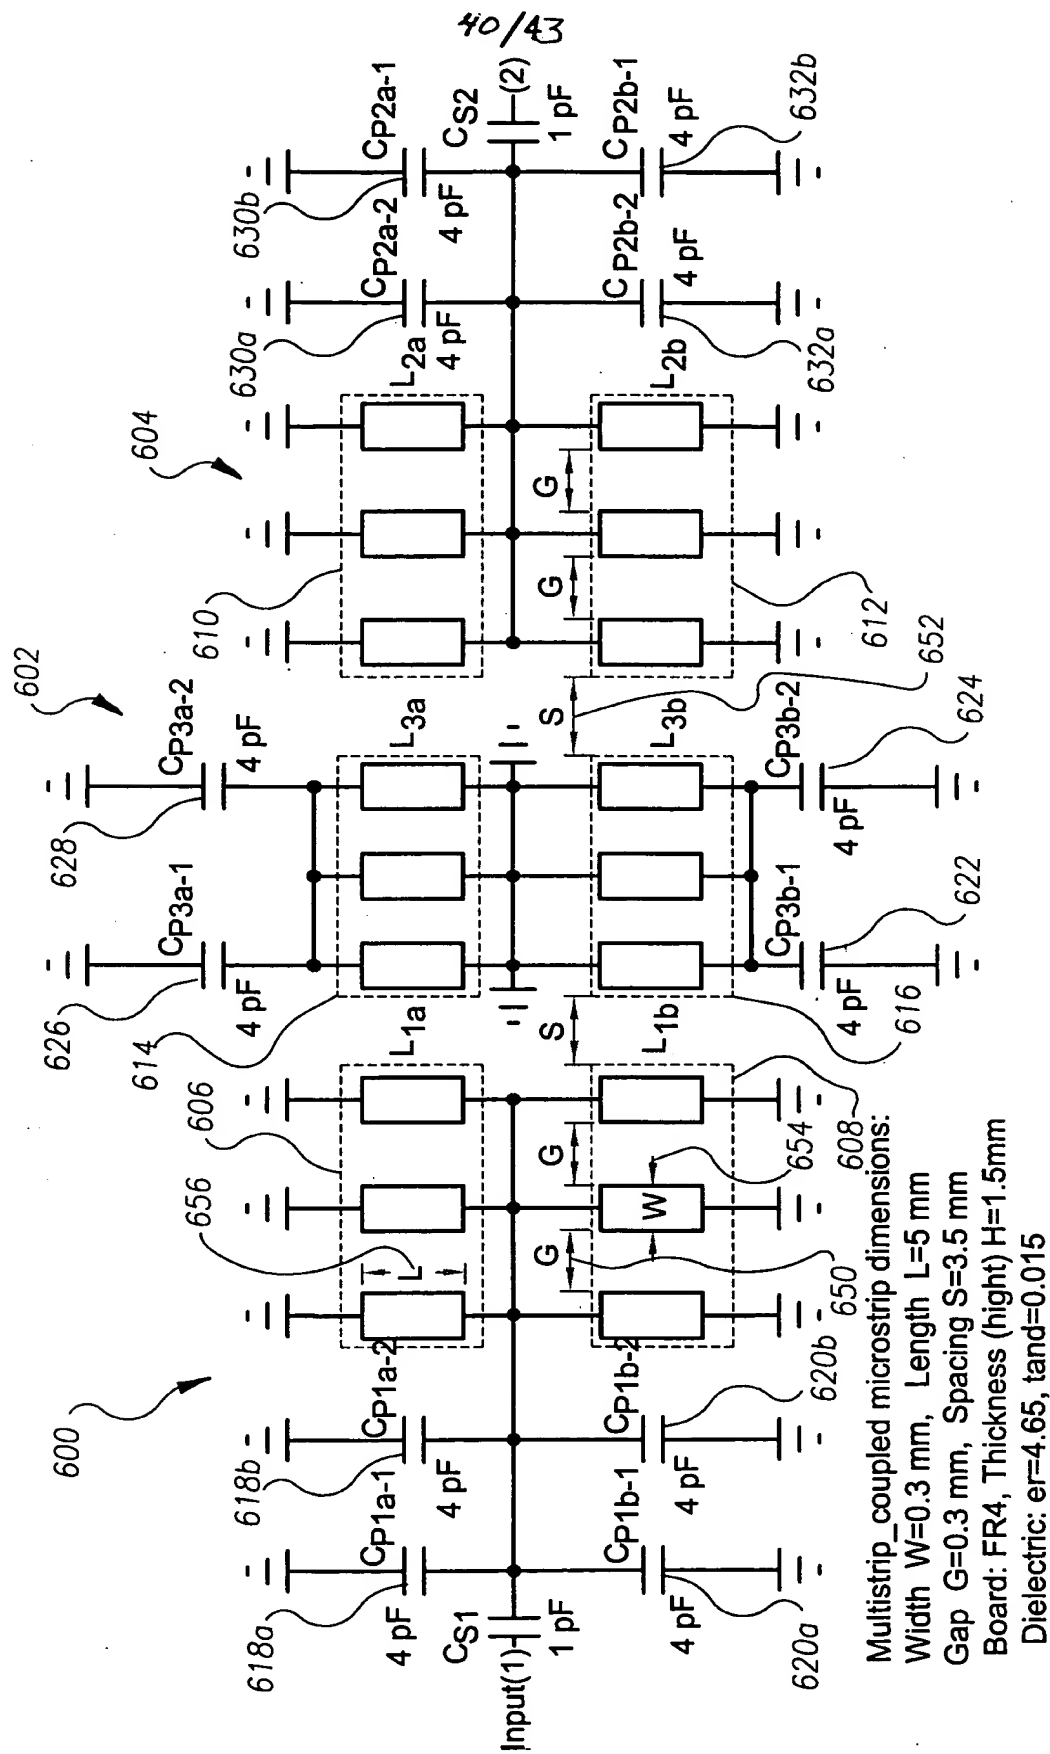 40/43
600
602
604
656
606
614
626
CP3a-1
4 pF
628
CP3a-2
4 pF
610
630a
CP2a-2
4 pF
630b
CP2a-1
4 pF
618a
CP1a-1
4 pF
618b
CP1a-2
4 pF
L
L1a
L3a
L2a
Input(1)
CS1
1 pF
CS2
1 pF
(2)
G
G
S
S
G
G
W
CP1b-1
4 pF
620a
CP1b-2
4 pF
620b
L1b
L3b
L2b
CP2b-2
4 pF
632a
CP2b-1
4 pF
632b
650
654
608
616
CP3b-1
4 pF
622
CP3b-2
4 pF
624
652
612
Multistrip_coupled microstrip dimensions:
Width W=0.3 mm, Length L=5 mm
Gap G=0.3 mm, Spacing S=3.5 mm
Board: FR4, Thickness (hight) H=1.5mm
Dielectric: er=4.65, tand=0.015